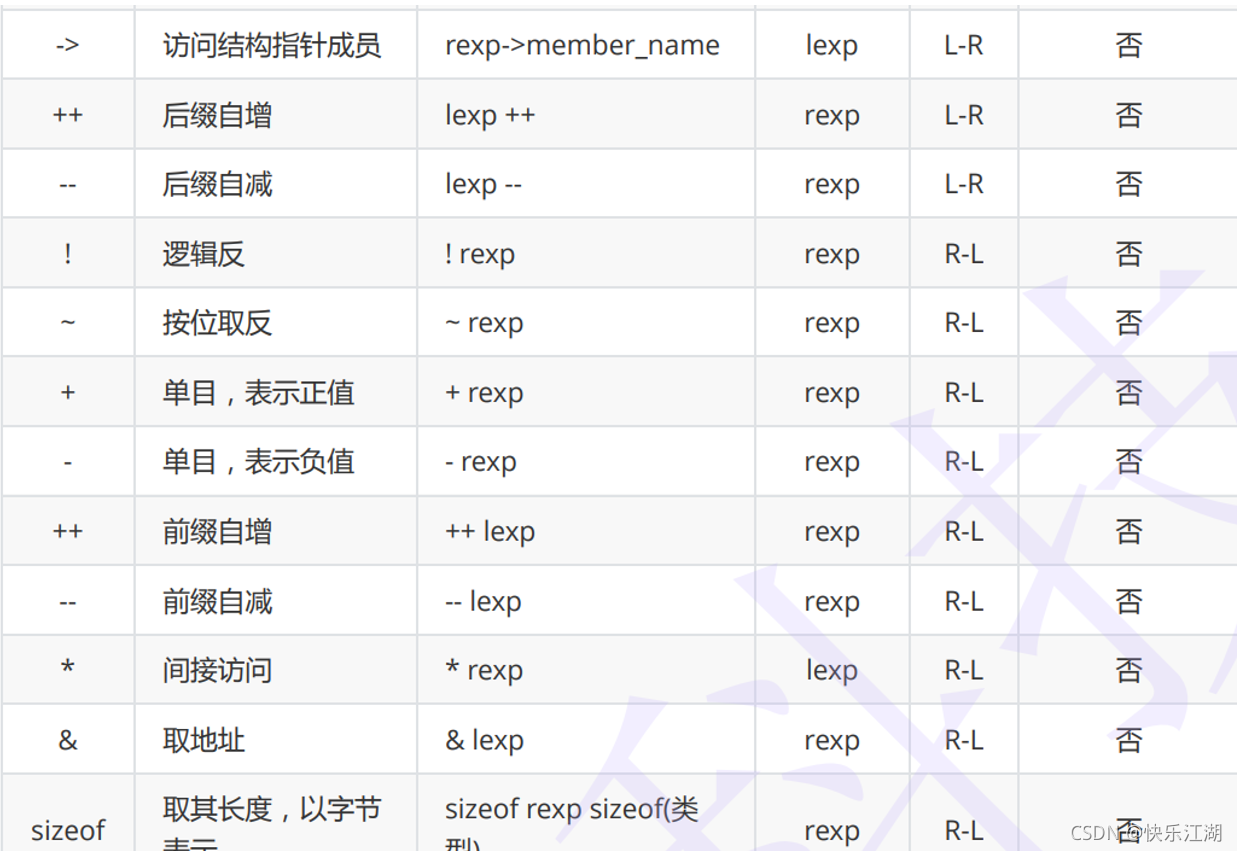 -> 访问结构指针成员 rexp->member_name lexp L-R 否
++ 后缀自增 lexp ++ rexp L-R 否
-- 后缀自减 lexp -- rexp L-R 否
! 逻辑反 ! rexp rexp R-L 否
~ 按位取反 ~ rexp rexp R-L 否
+ 单目，表示正值 + rexp rexp R-L 否
- 单目，表示负值 - rexp rexp R-L 否
++ 前缀自增 ++ lexp rexp R-L 否
-- 前缀自减 -- lexp rexp R-L 否
* 间接访问 * rexp lexp R-L 否
& 取地址 & lexp rexp R-L 否
sizeof 取其长度，以字节 sizeof rexp sizeof(类 rexp R-L 否
表示 型)
CSDN @快乐江湖